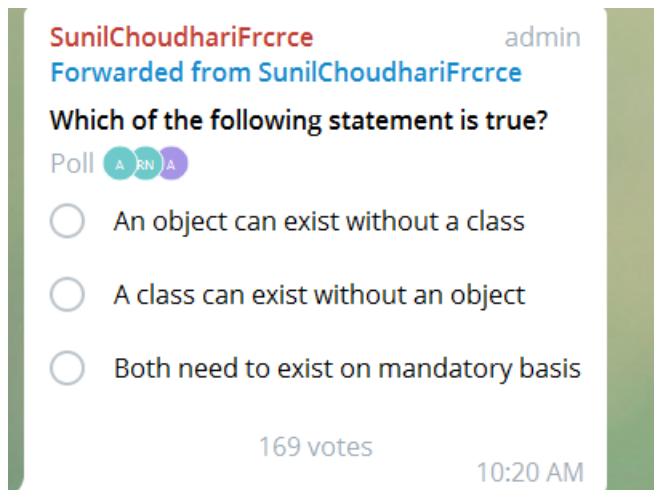 SunilChoudhariFrcrce admin
Forwarded from SunilChoudhariFrcrce
Which of the following statement is true?
Poll A RN A
An object can exist without a class
A class can exist without an object
Both need to exist on mandatory basis
169 votes
10:20 AM